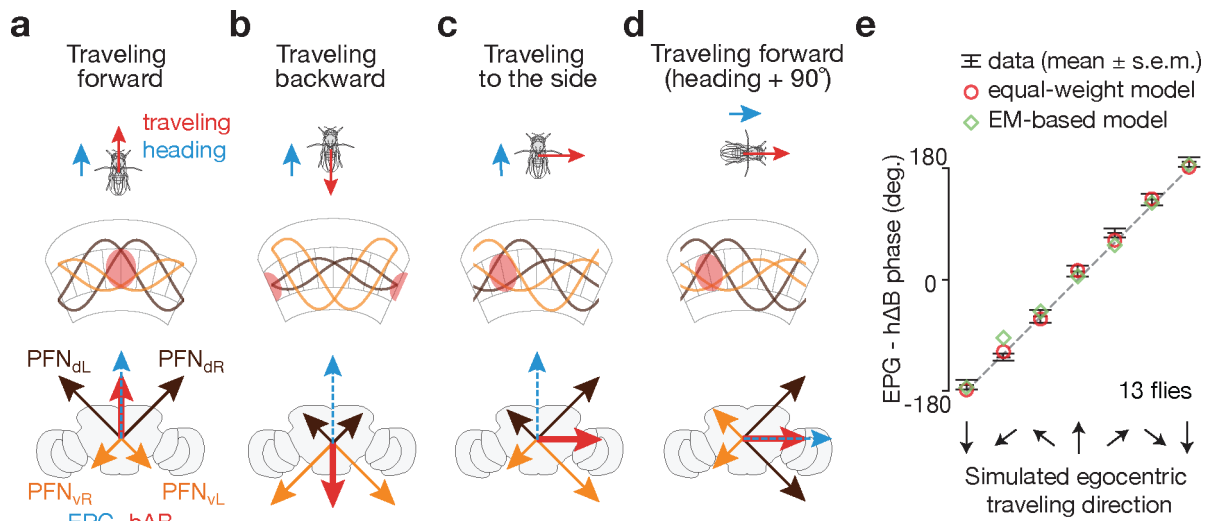 a
Traveling
forward
traveling
heading
PFNdL
PFNdR
PFNvR
PFNvL
EPG hΔB
b
Traveling
backward
c
Traveling
to the side
d
Traveling forward
(heading + 90°)
e
data (mean ± s.e.m.)
equal-weight model
EM-based model
EPG - hΔB phase (deg.)
180
0
-180
13 flies
Simulated egocentric
traveling direction